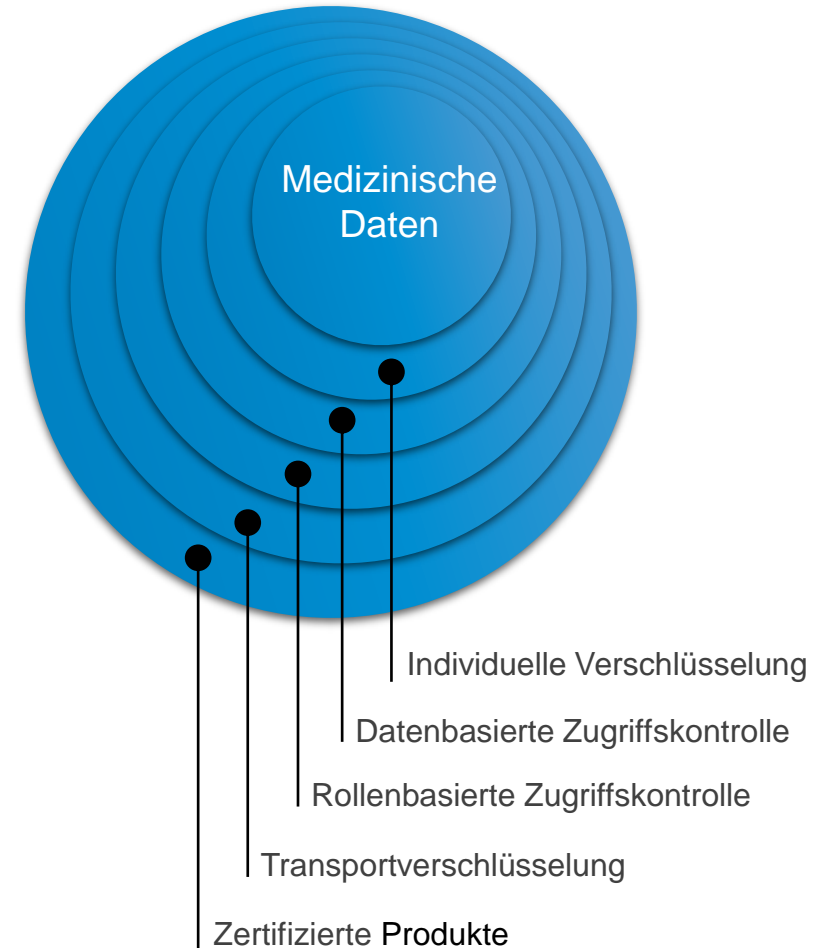 Medizinische
Daten
Individuelle Verschlüsselung
Datenbasierte Zugriffskontrolle
Rollenbasierte Zugriffskontrolle
Transportverschlüsselung
Zertifizierte Produkte